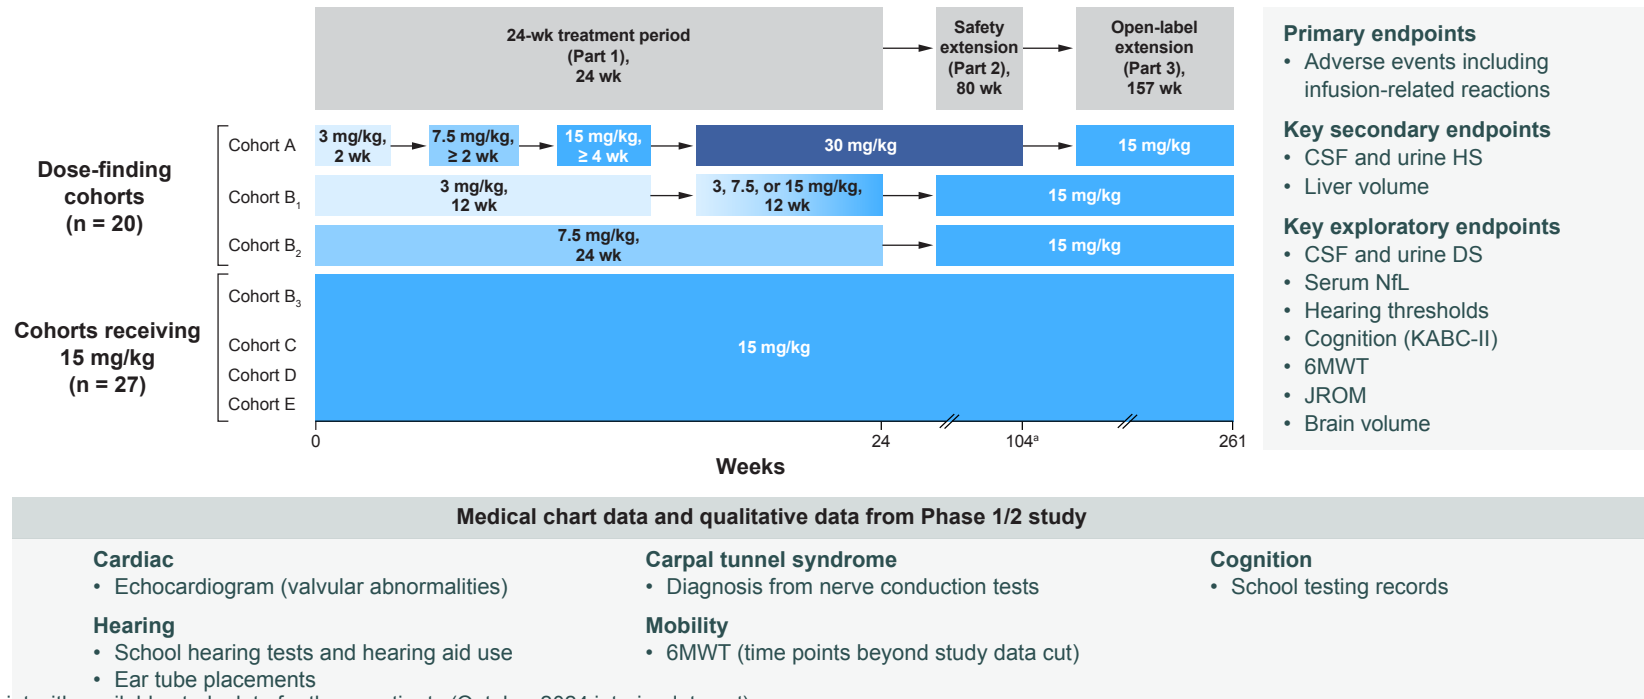 24-wk treatment period
(Part 1),
24 wk
Safety
extension
(Part 2),
80 wk
Open-label
extension
(Part 3),
157 wk
Dose-finding
cohorts
(n = 20)
Cohort A
3 mg/kg,
2 wk
7.5 mg/kg,
≥ 2 wk
15 mg/kg,
≥ 4 wk
30 mg/kg
15 mg/kg
Cohort B₁
3 mg/kg,
12 wk
3, 7.5, or 15 mg/kg,
12 wk
15 mg/kg
Cohort B₂
7.5 mg/kg,
24 wk
15 mg/kg
Cohorts receiving
15 mg/kg
(n = 27)
Cohort B₃
Cohort C
Cohort D
Cohort E
15 mg/kg
0
24
104ᵃ
261
Weeks
Primary endpoints
• Adverse events including
infusion-related reactions
Key secondary endpoints
• CSF and urine HS
• Liver volume
Key exploratory endpoints
• CSF and urine DS
• Serum NfL
• Hearing thresholds
• Cognition (KABC-II)
• 6MWT
• JROM
• Brain volume
Medical chart data and qualitative data from Phase 1/2 study
Cardiac
• Echocardiogram (valvular abnormalities)
Hearing
• School hearing tests and hearing aid use
• Ear tube placements
Carpal tunnel syndrome
• Diagnosis from nerve conduction tests
Mobility
• 6MWT (time points beyond study data cut)
Cognition
• School testing records